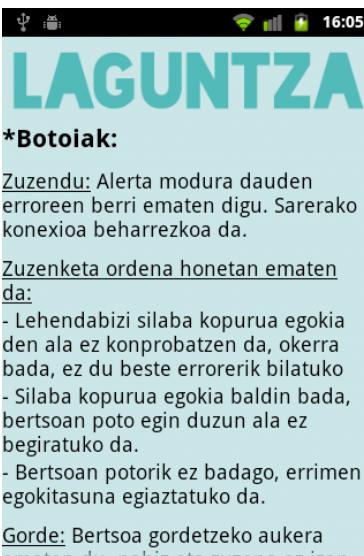 16:05
LAGUNTZA
*Botoiak:
Zuzendu: Alerta modura dauden
erroreen berri ematen digu. Sarerako
konexioa beharrezkoa da.
Zuzenketa ordena honetan ematen
da:
- Lehendabizi silaba kopurua egokia
den ala ez konprobatzen da, okerra
bada, ez du beste errorerik bilatuko
- Silaba kopurua egokia baldin bada,
bertsoan poto egin duzun ala ez
begiratuko da.
- Bertsoan potorik ez badago, errimen
egokitasuna egiaztatuko da.
Gorde: Bertsoa gordetzeko aukera